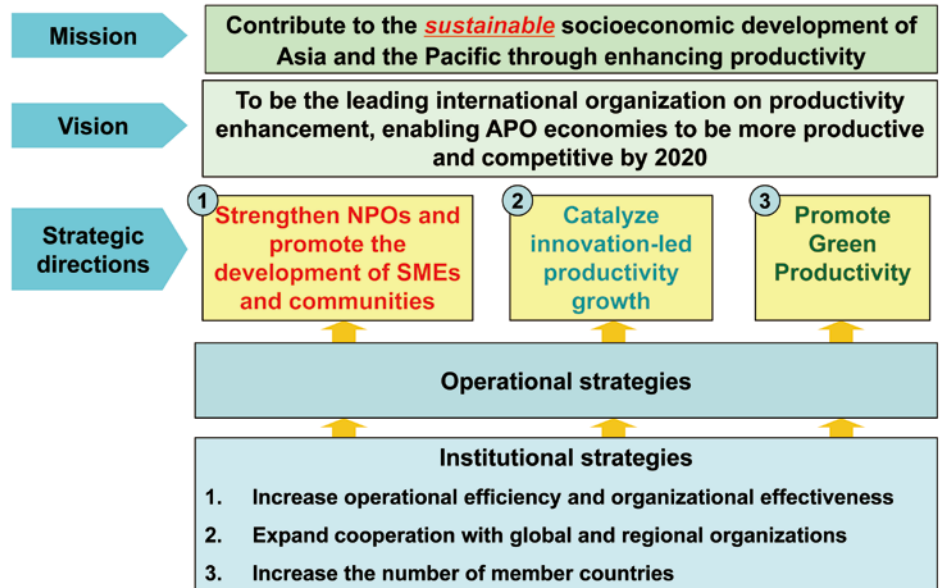 Mission
Contribute to the sustainable socioeconomic development of
Asia and the Pacific through enhancing productivity
Vision
To be the leading international organization on productivity
enhancement, enabling APO economies to be more productive
and competitive by 2020
Strategic
directions
1
Strengthen NPOs and
promote the
development of SMEs
and communities
2
Catalyze
innovation-led
productivity
growth
3
Promote
Green
Productivity
Operational strategies
Institutional strategies
1. Increase operational efficiency and organizational effectiveness
2. Expand cooperation with global and regional organizations
3. Increase the number of member countries